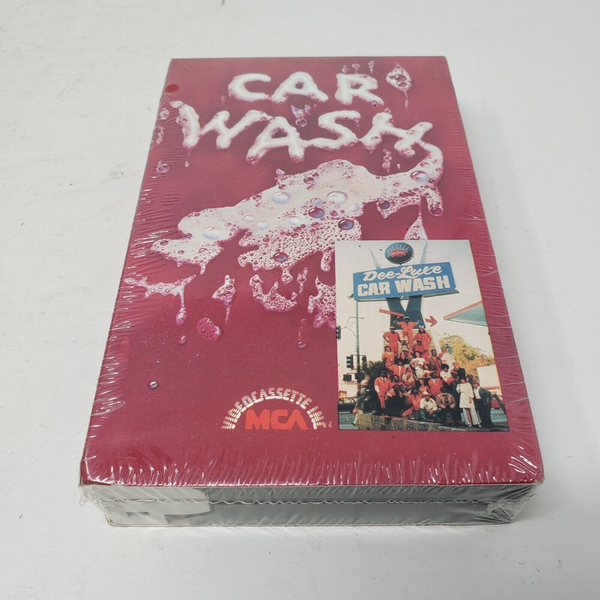 CAR
WASH
Dee-Luxe
CAR WASH
VIDEOCASSETTE INC
MCA